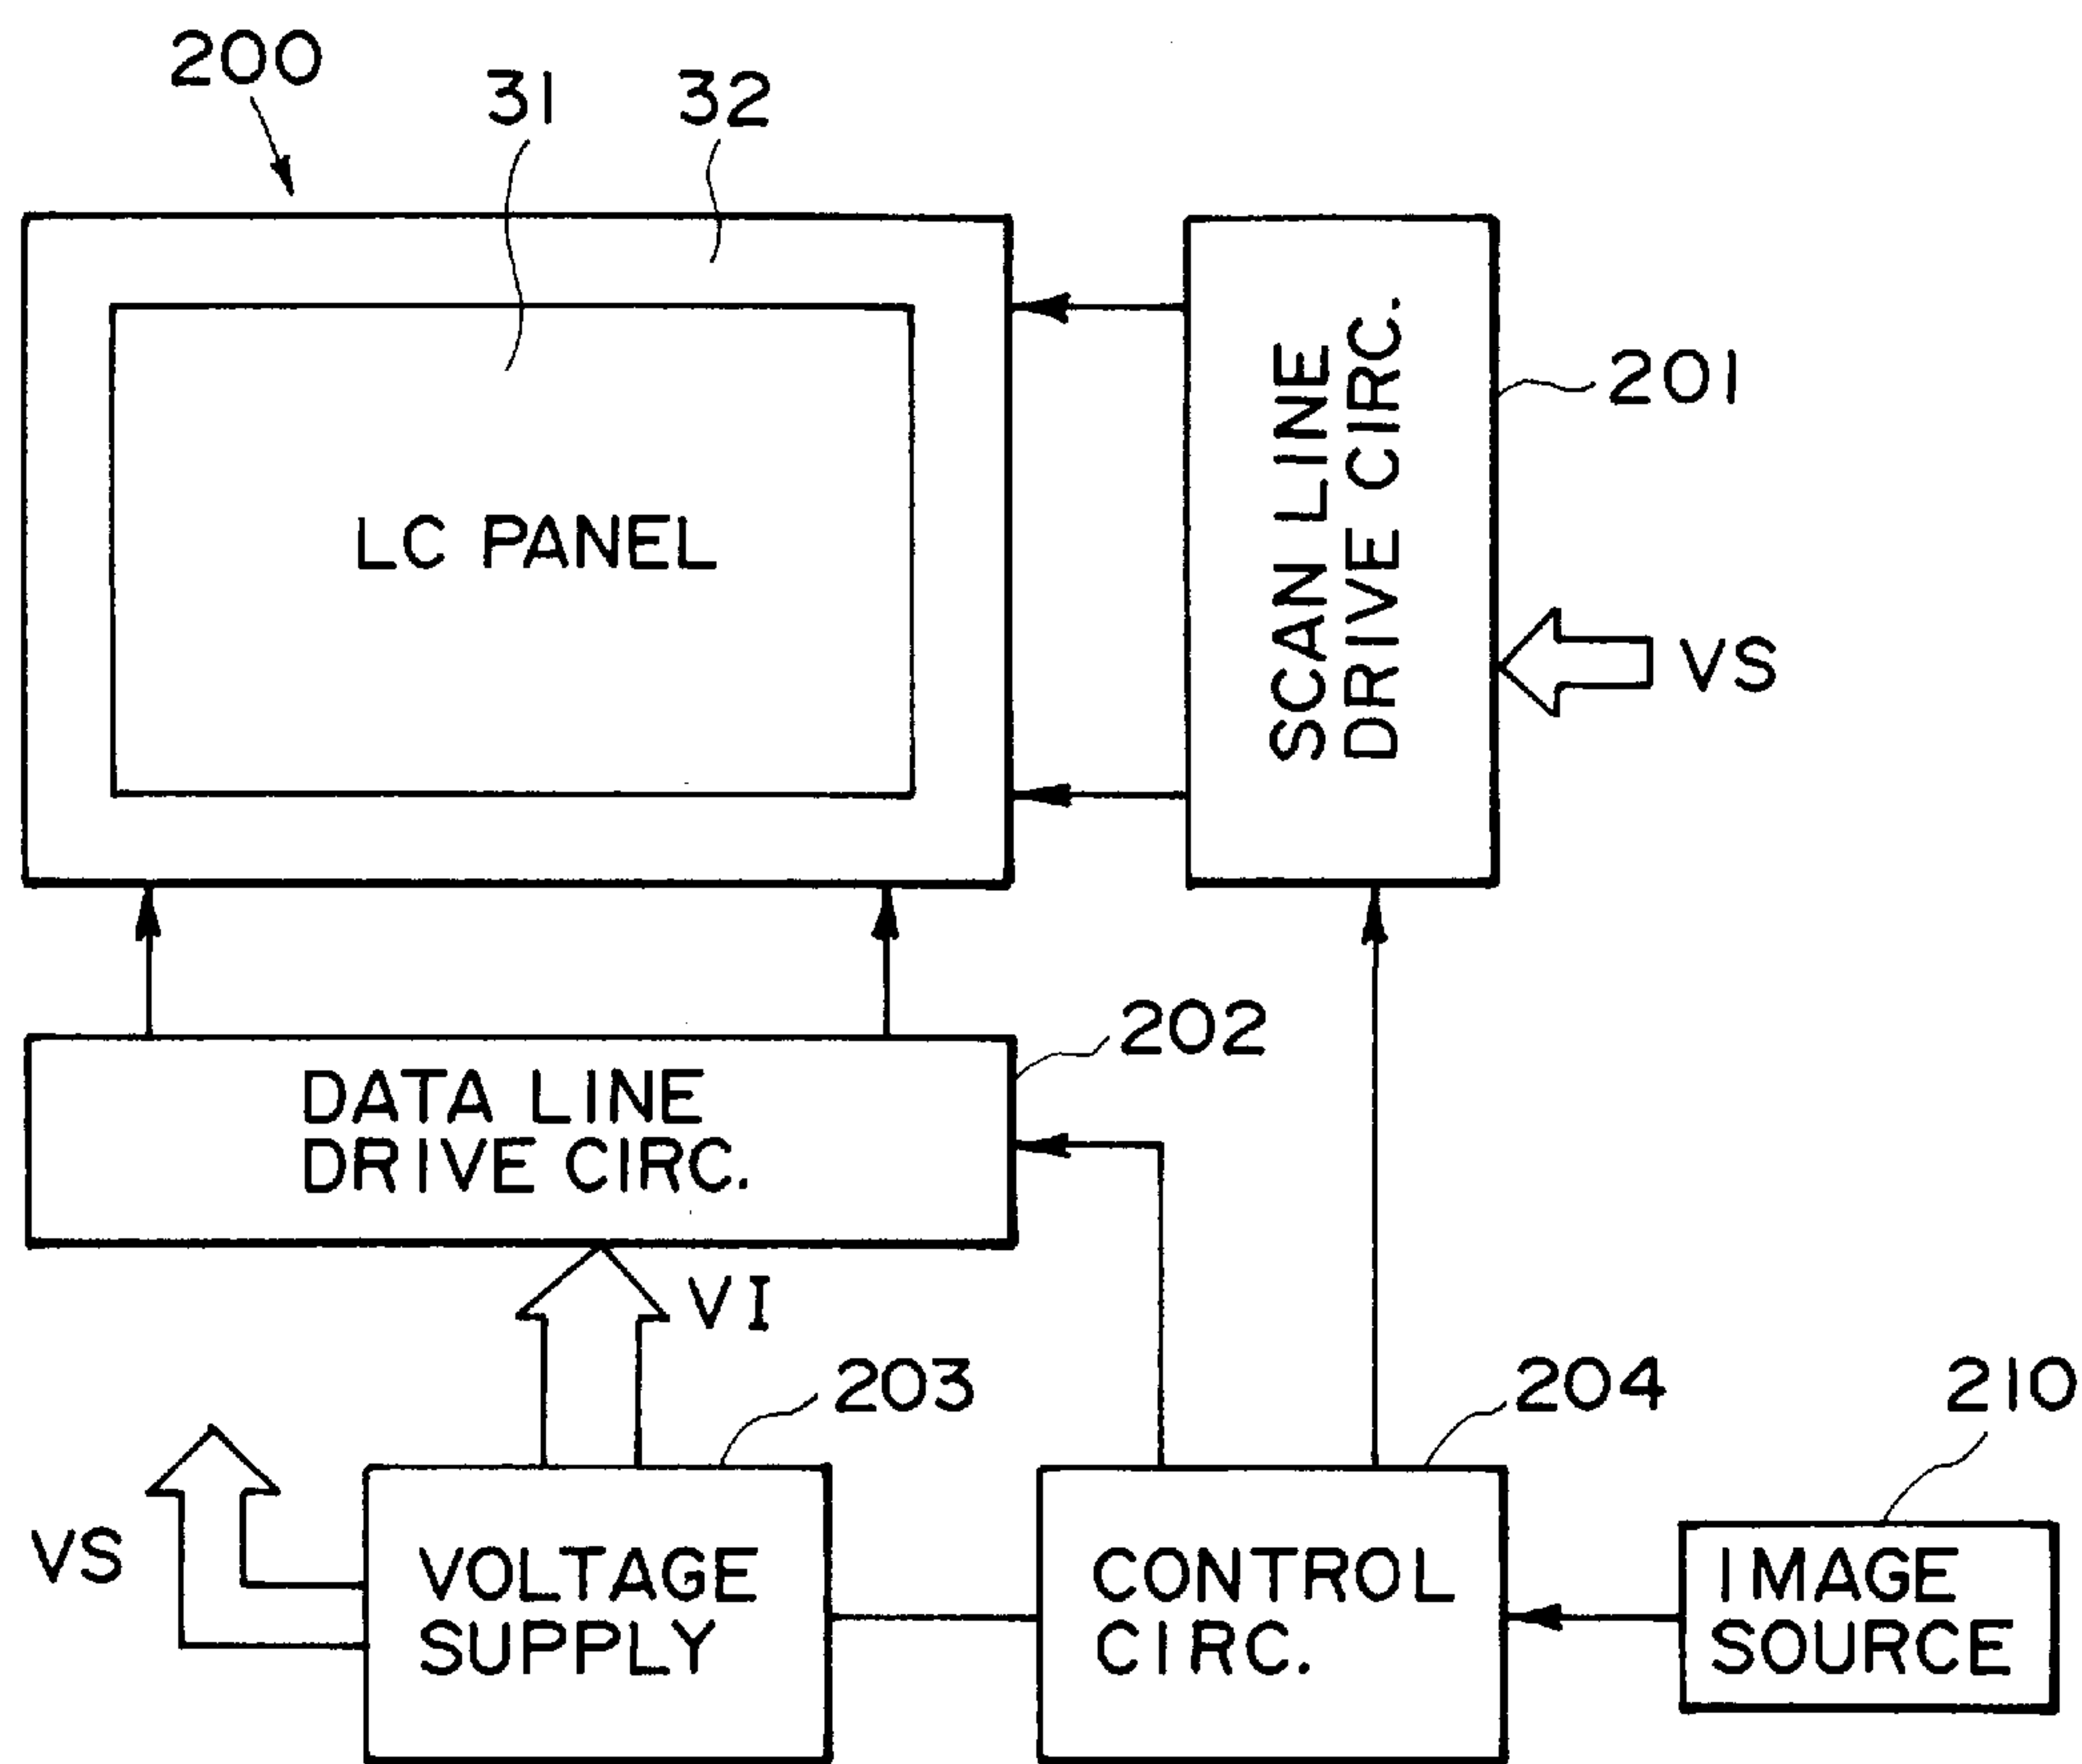 200
31
32
LC PANEL
SCAN LINE
DRIVE CIRC.
201
VS
202
DATA LINE
DRIVE CIRC.
VI
203
204
210
VS
VOLTAGE
SUPPLY
CONTROL
CIRC.
IMAGE
SOURCE